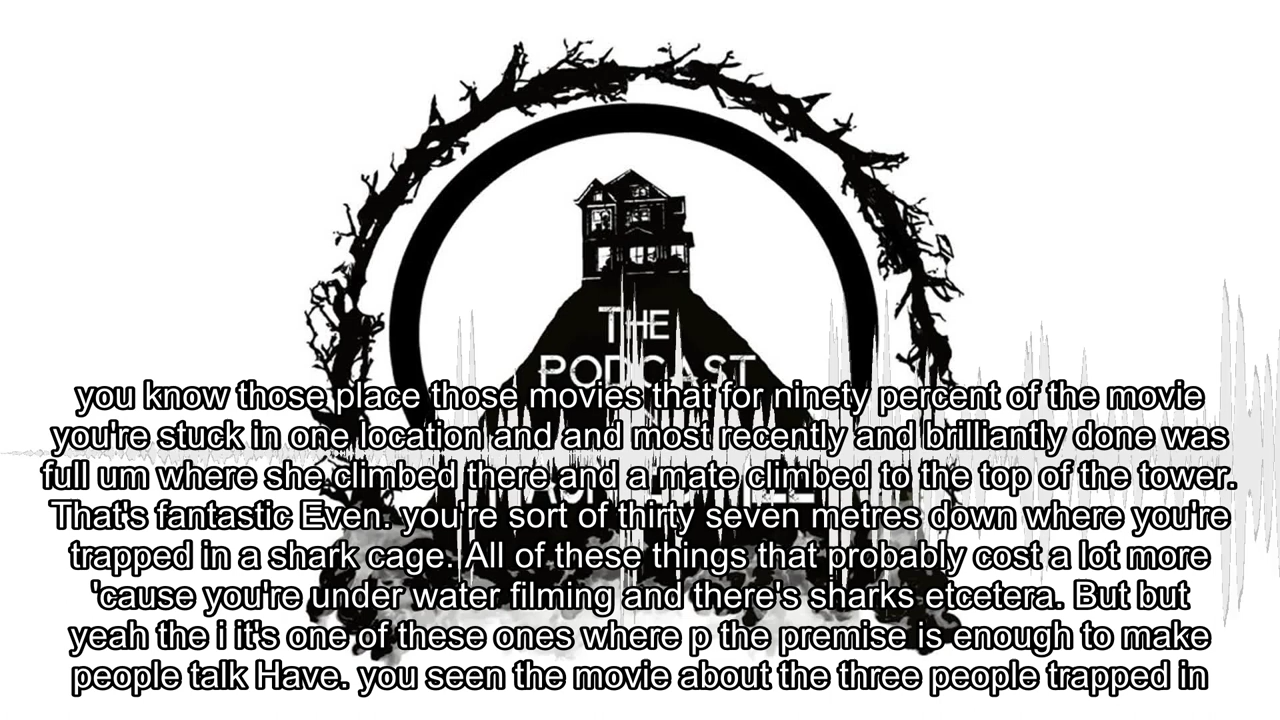 THE
PODCAST
you know those place those movies that for ninety percent of the movie
you're stuck in one location and and most recently and brilliantly done was
full um where she climbed there and a mate climbed to the top of the tower.
That's fantastic Even. you're sort of thirty seven metres down where you're
trapped in a shark cage. All of these things that probably cost a lot more
'cause you're under water filming and there's sharks etcetera. But but
yeah the i it's one of these ones where p the premise is enough to make
people talk Have. you seen the movie about the three people trapped in